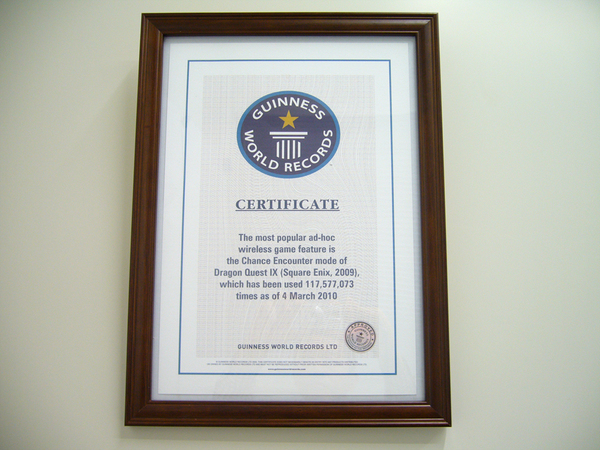 GUINNESS
WORLD RECORDS
CERTIFICATE
The most popular ad-hoc
wireless game feature is
the Chance Encounter mode of
Dragon Quest IX (Square Enix, 2009),
which has been used 117,577,073
times as of 4 March 2010
GUINNESS WORLD RECORDS LTD